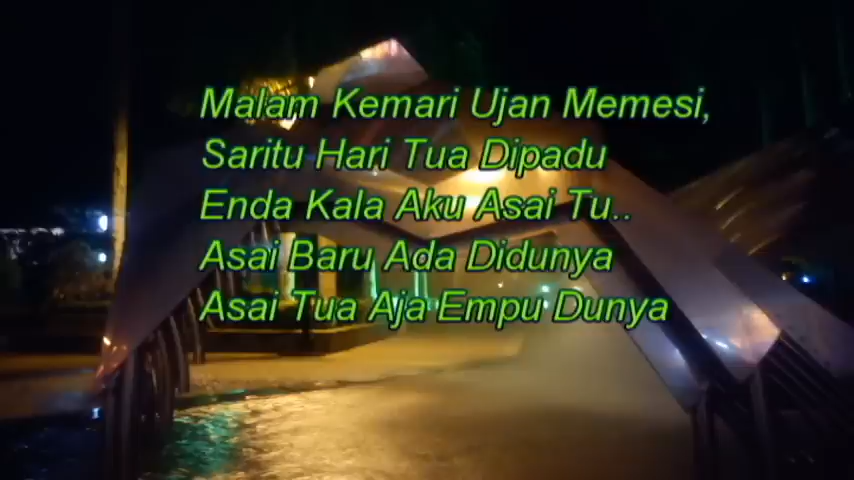 Malam Kemari Ujan Memesi,
Saritu Hari Tua Dipadu
Enda Kala Aku Asai Tu..
Asai Baru Ada Didunya
Asai Tua Aja Empu Dunya